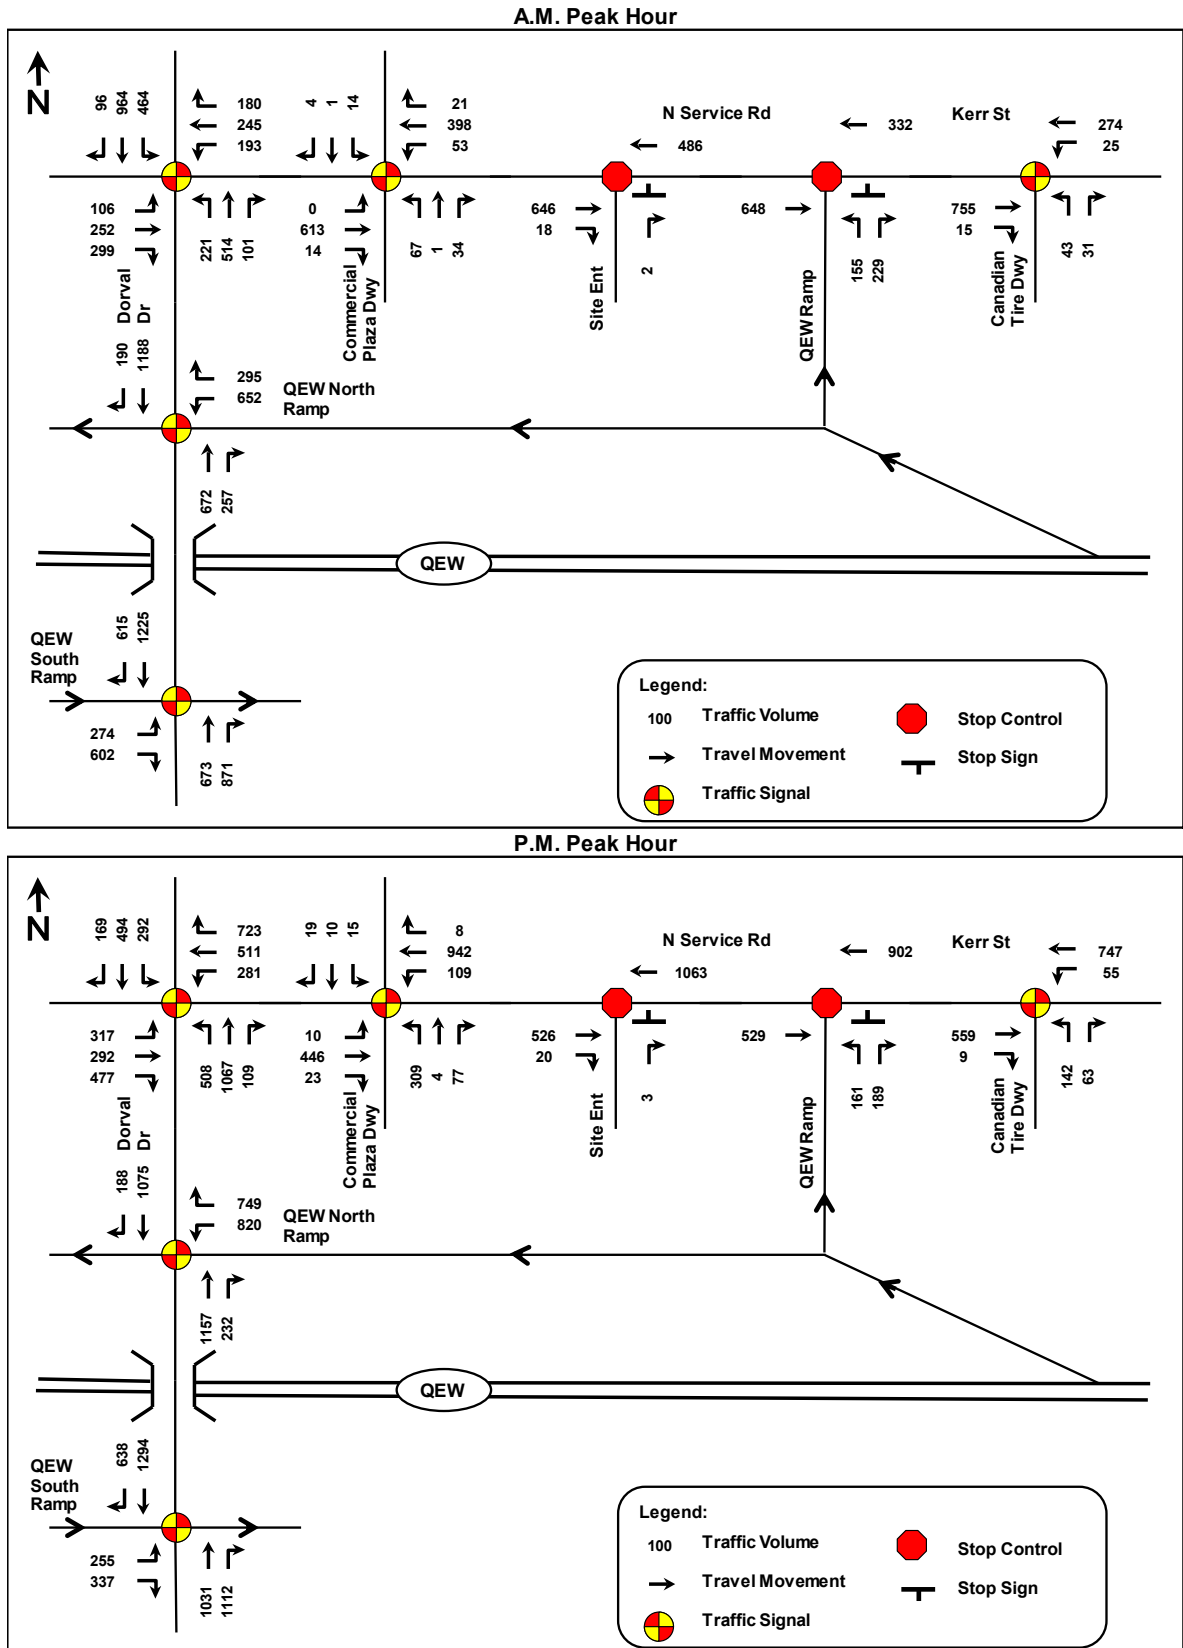 A.M. Peak Hour
N
96 964 464
180
245
193
4 1 14
21
398
53
N Service Rd
486
332
Kerr St
274
25
106
252
299
221 514 101
0
613
14
67 1 34
646
18
2
648
155 229
755
15
43 31
Dorval
Dr
Commercial
Plaza Dwy
Site Ent
QEW Ramp
Canadian
Tire Dwy
190 1188
295
652
QEW North
Ramp
672 257
QEW
615 1225
QEW
South
Ramp
274
602
673 871
Legend:
100 Traffic Volume
Stop Control
Travel Movement
Stop Sign
Traffic Signal
P.M. Peak Hour
N
169 494 292
723
511
281
19 10 15
8
942
109
N Service Rd
1063
902
Kerr St
747
55
317
292
477
508 1067 109
10
446
23
309 4 77
526
20
3
529
161 189
559
9
142 63
Dorval
Dr
Commercial
Plaza Dwy
Site Ent
QEW Ramp
Canadian
Tire Dwy
188 1075
749
820
QEW North
Ramp
1157 232
QEW
638 1294
QEW
South
Ramp
255
337
1031 1112
Legend:
100 Traffic Volume
Stop Control
Travel Movement
Stop Sign
Traffic Signal